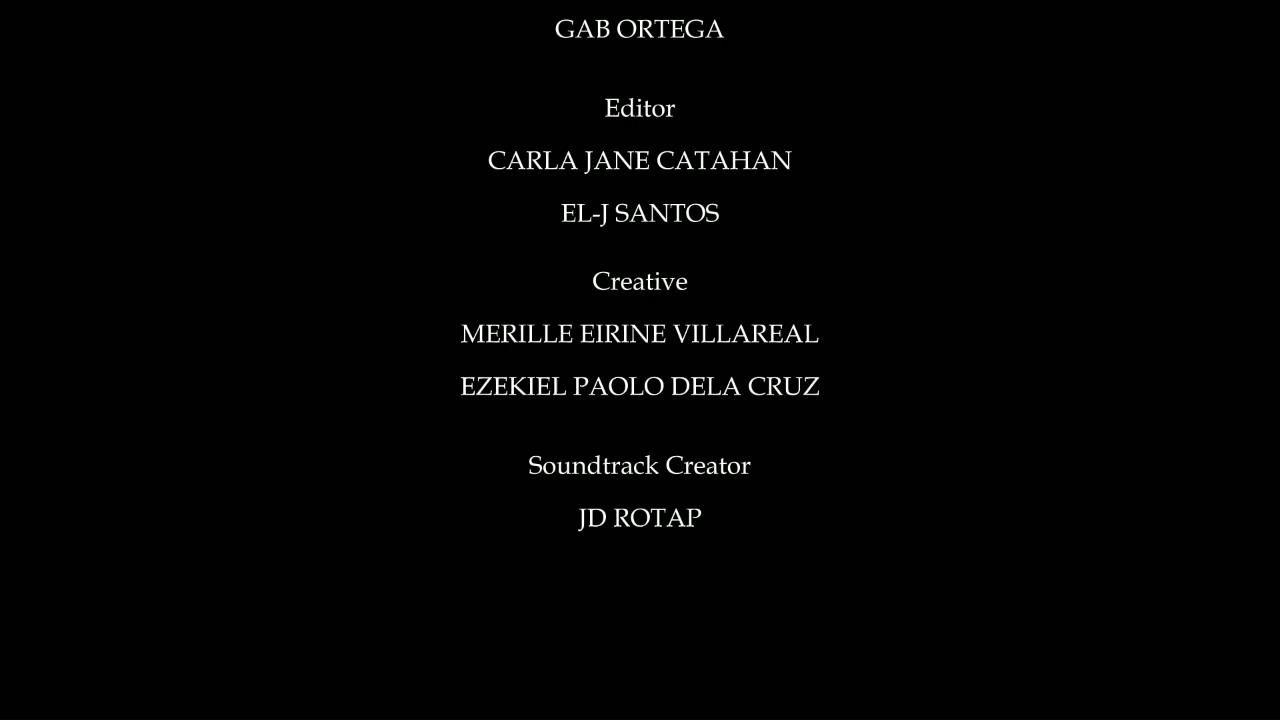 GAB ORTEGA
Editor
CARLA JANE CATAHAN
EL-J SANTOS
Creative
MERILLE EIRINE VILLAREAL
EZEKIEL PAOLO DELA CRUZ
Soundtrack Creator
JD ROTAP